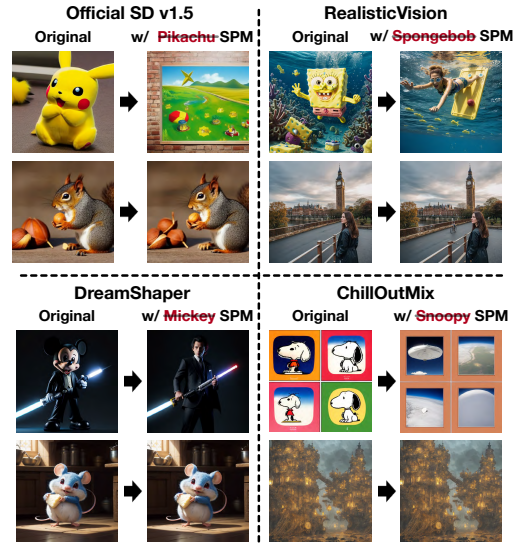 Official SD v1.5
Original w/ Pikachu SPM
RealisticVision
Original w/ Spongebob SPM
DreamShaper
Original w/ Mickey SPM
ChillOutMix
Original w/ Snoopy SPM